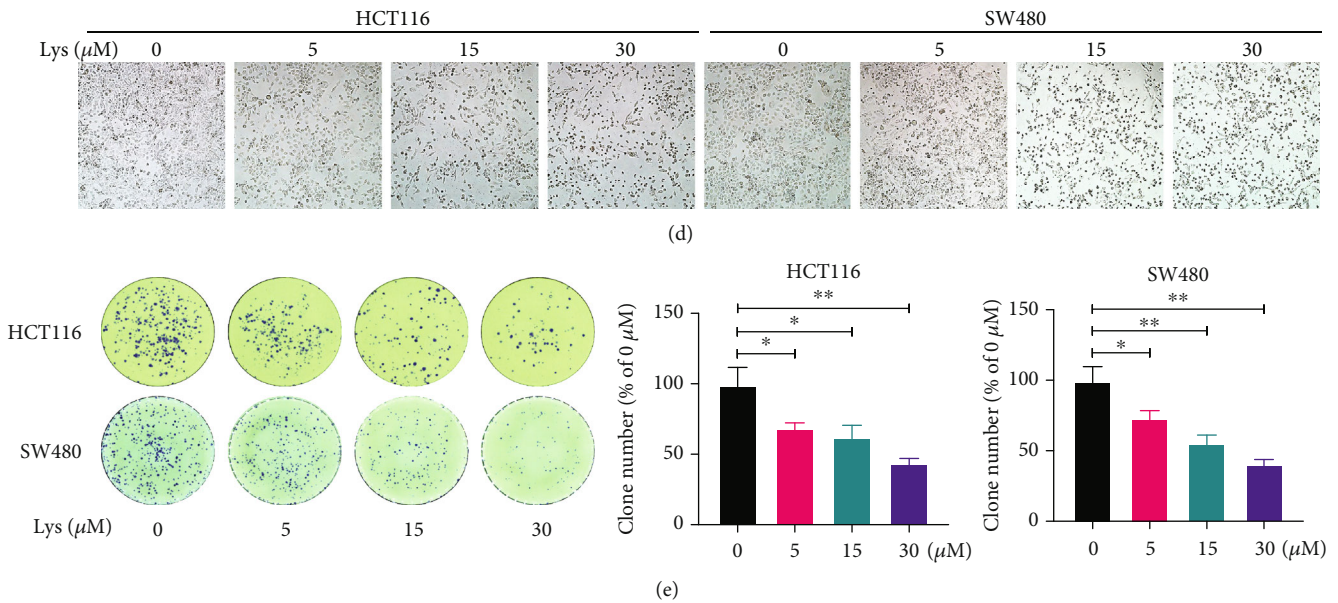 HCT116 SW480
Lys (μM) 0 5 15 30 0 5 15 30
(d)
HCT116
SW480
Lys (μM) 0 5 15 30
HCT116
Clone number (% of 0 μM)
150
100
50
0
**
*
*
0 5 15 30 (μM)
SW480
Clone number (% of 0 μM)
150
100
50
0
**
**
*
0 5 15 30 (μM)
(e)